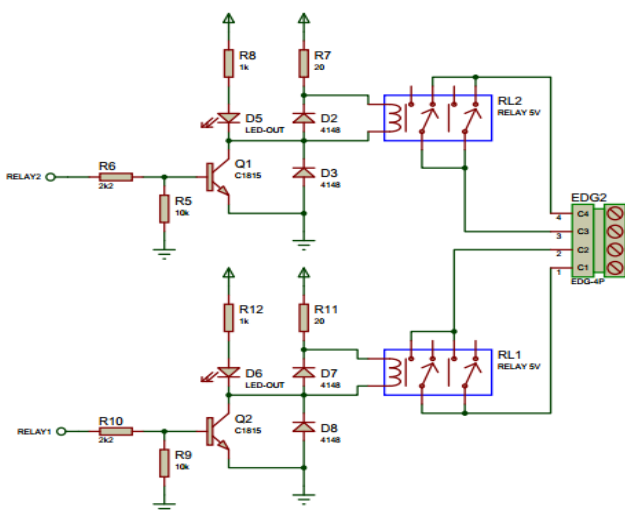 R8
1k
R7
20
D5
LED-OUT
D2
4148
RL2
RELAY 5V
RELAY2
R6
2k2
Q1
C1815
D3
4148
R5
10k
EDG2
4
C4
3
C3
2
C2
1
C1
EDG-4P
R12
1k
R11
20
D6
LED-OUT
D7
4148
RL1
RELAY 5V
RELAY1
R10
2k2
Q2
C1815
D8
4148
R9
10k